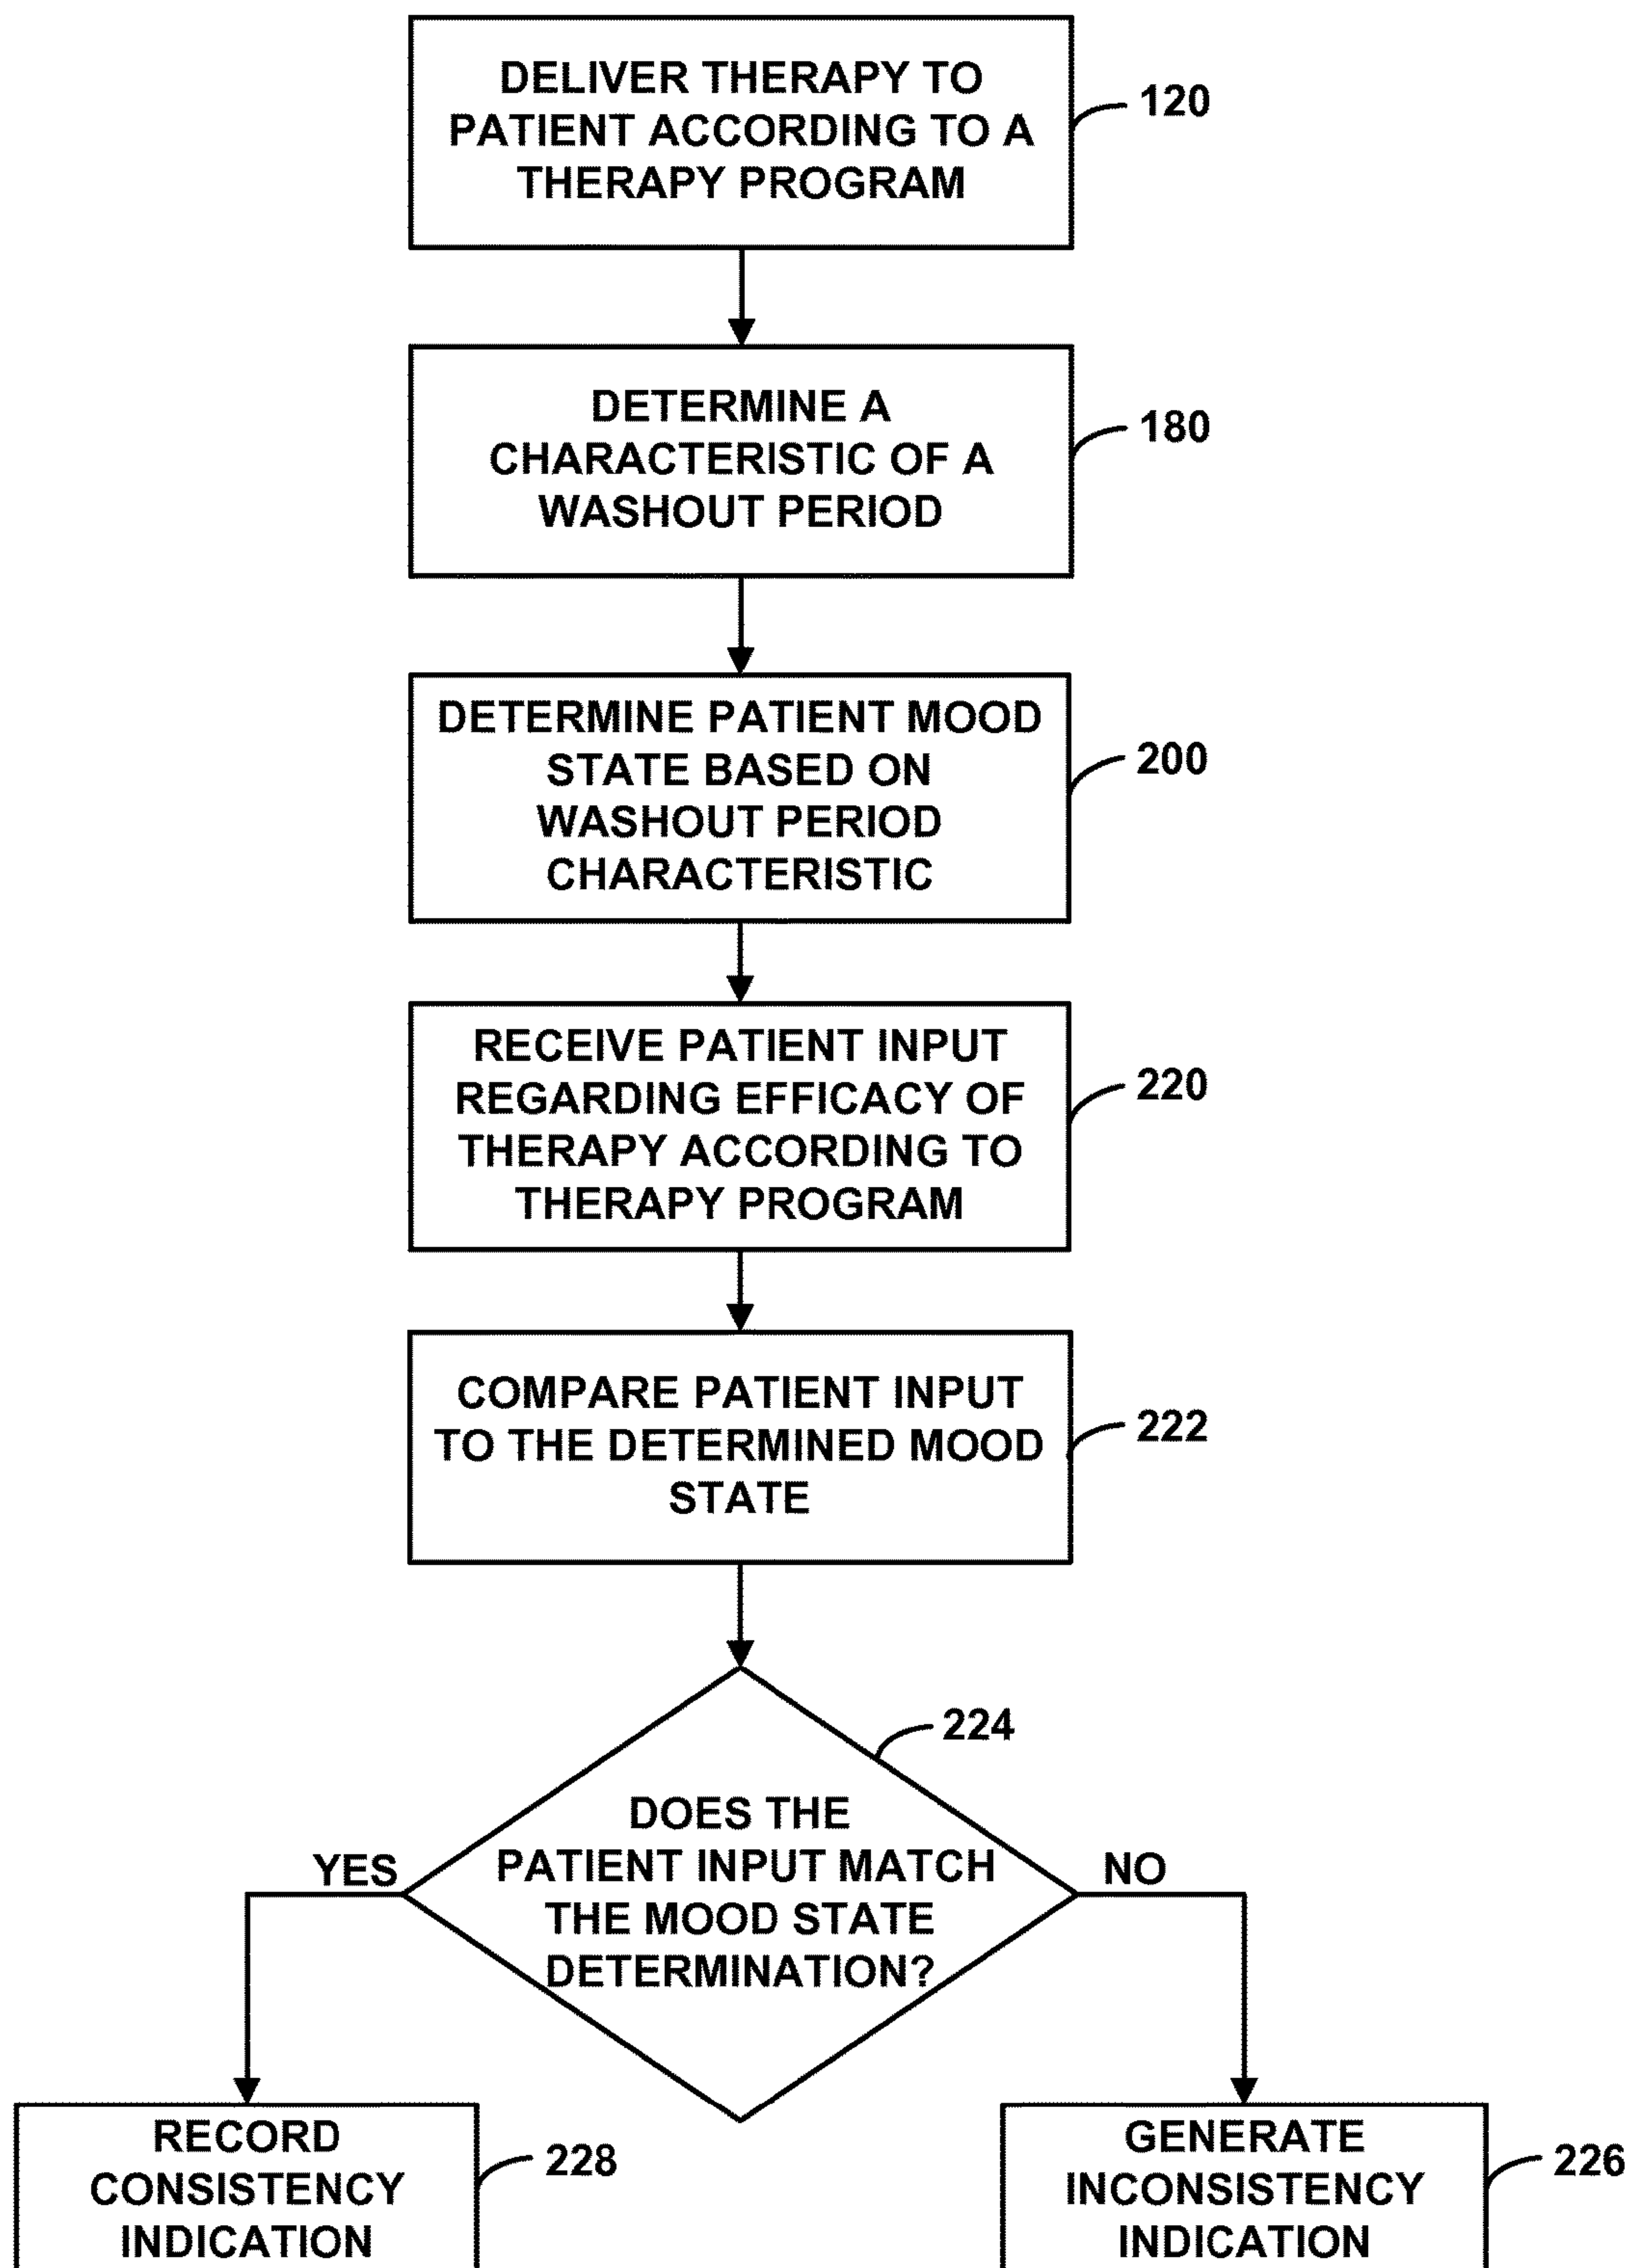 DELIVER THERAPY TO
PATIENT ACCORDING TO A
THERAPY PROGRAM
120
DETERMINE A
CHARACTERISTIC OF A
WASHOUT PERIOD
180
DETERMINE PATIENT MOOD
STATE BASED ON
WASHOUT PERIOD
CHARACTERISTIC
200
RECEIVE PATIENT INPUT
REGARDING EFFICACY OF
THERAPY ACCORDING TO
THERAPY PROGRAM
220
COMPARE PATIENT INPUT
TO THE DETERMINED MOOD
STATE
222
224
DOES THE
PATIENT INPUT MATCH
THE MOOD STATE
DETERMINATION?
YES
NO
RECORD
CONSISTENCY
INDICATION
228
GENERATE
INCONSISTENCY
INDICATION
226